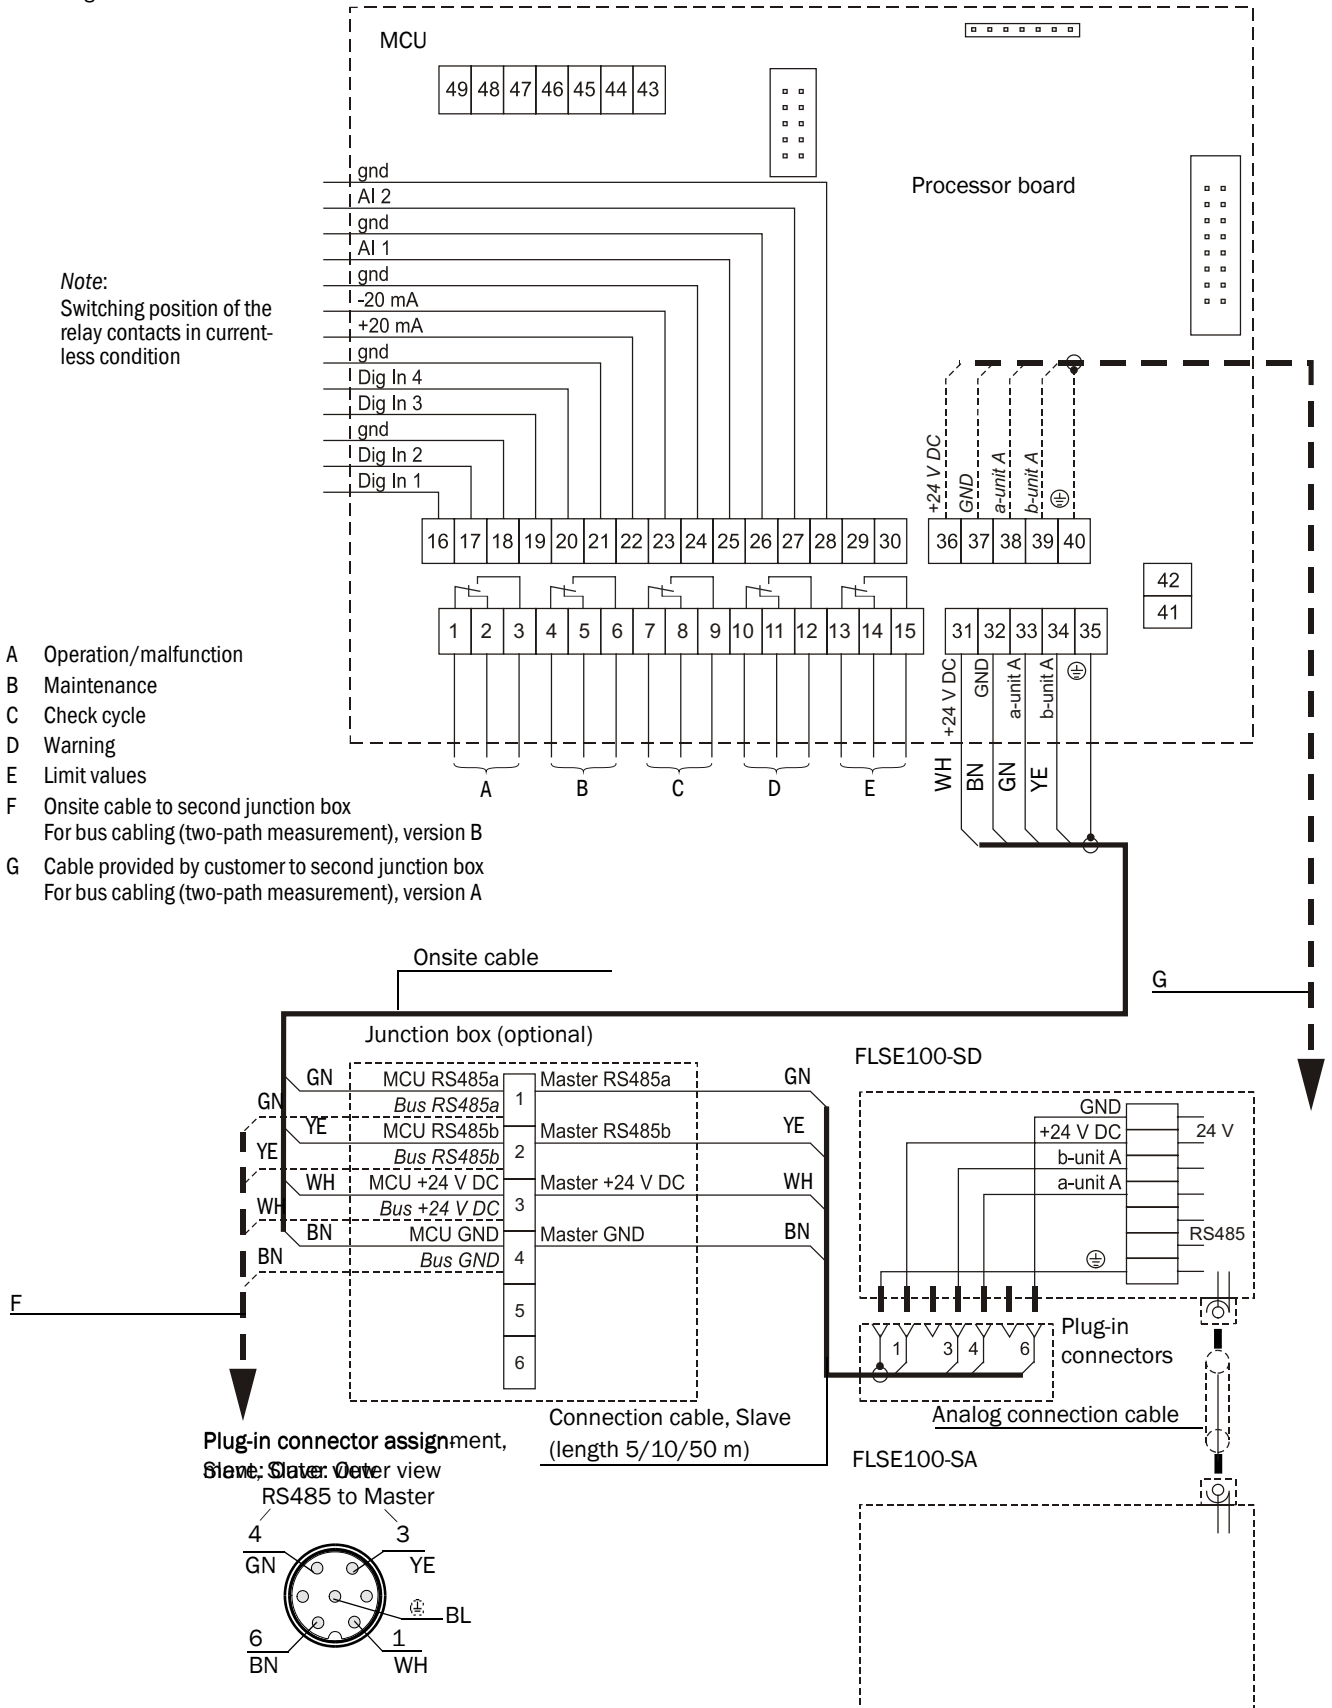 MCU
49 48 47 46 45 44 43
Processor board
gnd
AI 2
gnd
AI 1
gnd
-20 mA
+20 mA
gnd
Dig In 4
Dig In 3
gnd
Dig In 2
Dig In 1
Note:
Switching position of the
relay contacts in current-
less condition
+24 V DC
GND
a-unit A
b-unit A
16 17 18 19 20 21 22 23 24 25 26 27 28 29 30
36 37 38 39 40
42
41
1 2 3 4 5 6 7 8 9 10 11 12 13 14 15
31 32 33 34 35
+24 V DC
GND
a-unit A
b-unit A
WH
BN
GN
YE
A B C D E
A Operation/malfunction
B Maintenance
C Check cycle
D Warning
E Limit values
F Onsite cable to second junction box
For bus cabling (two-path measurement), version B
G Cable provided by customer to second junction box
For bus cabling (two-path measurement), version A
Onsite cable
G
Junction box (optional)
GN MCU RS485a 1 Master RS485a GN
GN Bus RS485a
YE MCU RS485b 2 Master RS485b YE
YE Bus RS485b
WH MCU +24 V DC 3 Master +24 V DC WH
WH Bus +24 V DC
BN MCU GND 4 Master GND BN
BN Bus GND
5
6
F
FLSE100-SD
GND
+24 V DC
b-unit A
a-unit A
24 V
RS485
1 3 4 6
Plug-in
connectors
Connection cable, Slave
(length 5/10/50 m)
Analog connection cable
FLSE100-SA
Plug-in connector assignment,
Outer view
RS485 to Master
4 3
GN YE
BL
6 1
BN WH